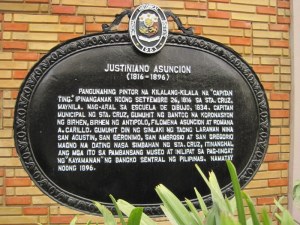 JUSTINIANO ASUNCION
(1816-1896)
PANGUNAHING PINTOR NA KILALANG-KILALA NA "CAPITAN
TING." IPINANGANAK NOONG SETYEMBRE 26, 1816 SA STA. CRUZ,
MAYNILA. NAG-ARAL SA ESCUELA DE DIBUJO, 1834. CAPITAN
MUNICIPAL NG STA. CRUZ. GUMUHIT NG BANTOG NA KORONASYON
NG BIRHEN, BIRHEN NG ANTIPOLO, FILOMENA ASUNCION AT ROMANA
A. CARILLO. GUMUHIT DIN NG SINLAKI NG TAONG LARAWAN NINA
SAN AGUSTIN, SAN GERONIMO, SAN AMBROSIO AT SAN GREGORIO
MAGNO NA DATING NASA SIMBAHAN NG STA. CRUZ. ITINANGHAL
ANG MGA ITO SA PAMBANSANG MUSEO AT INILIPAT SA PAG-IINGAT
NG "KAYAMANAN" NG BANGKO SENTRAL NG PILIPINAS. NAMATAY
NOONG 1896.